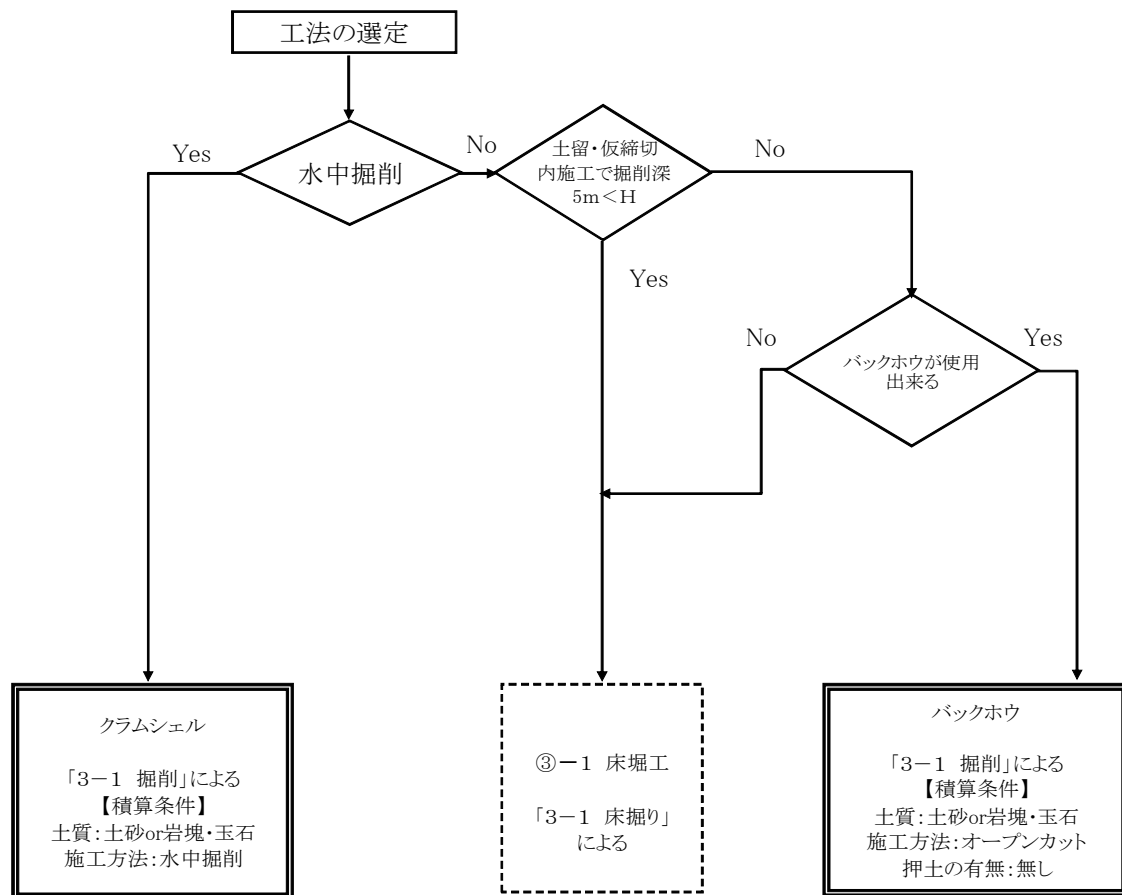 工法の選定
Yes
水中掘削
No
土留・仮締切
内施工で掘削深
5m<H
No
Yes
No
バックホウが使用
出来る
Yes
クラムシェル
「3-1 掘削」による
【積算条件】
土質:土砂or岩塊・玉石
施工方法:水中掘削
③-1 床堀工
「3-1 床掘り」
による
バックホウ
「3-1 掘削」による
【積算条件】
土質:土砂or岩塊・玉石
施工方法:オープンカット
押土の有無:無し